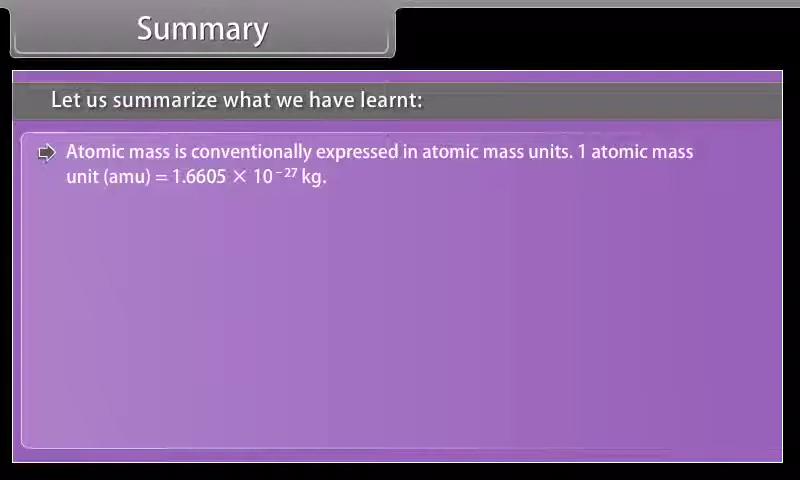 Summary
Let us summarize what we have learnt:
Atomic mass is conventionally expressed in atomic mass units. 1 atomic mass
unit (amu) = 1.6605 × 10⁻²⁷ kg.